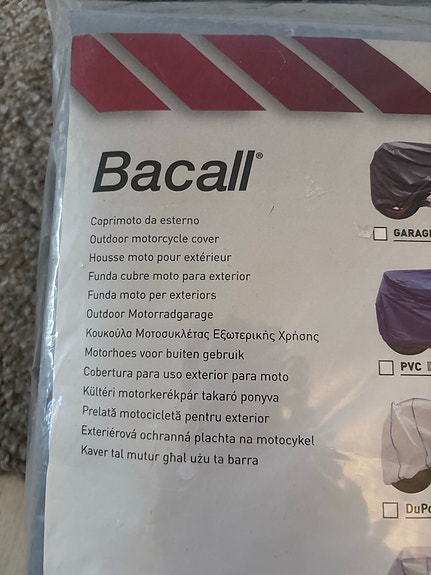 Bacall®
Coprimoto da esterno
Outdoor motorcycle cover
Housse moto pour extérieur
Funda cubre moto para exterior
Funda moto per exteriors
Outdoor Motorradgarage
Κουκούλα Μοτοσυκλέτας Εξωτερικής Χρήσης
Motorhoes voor buiten gebruik
Cobertura para uso exterior para moto
Kültéri motorkerékpár takaró ponyva
Prelată motocicletă pentru exterior
Exteriérová ochranná plachta na motocykel
Kaver tal mutur għal użu ta barra
GARAGE
PVC
DuPo